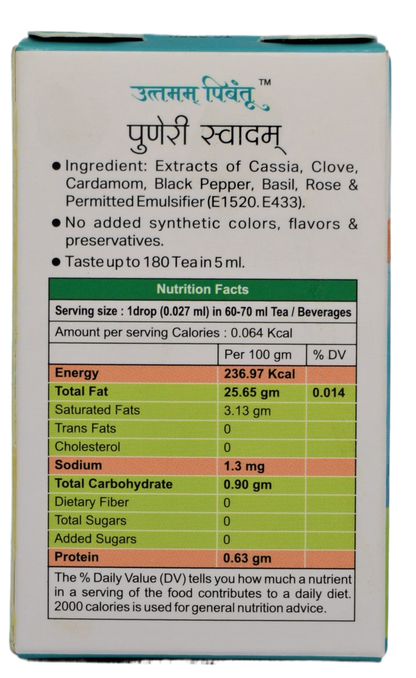 उत्तमम् पिबंतू ™
पुणेरी स्वादम्
● Ingredient: Extracts of Cassia, Clove,
Cardamom, Black Pepper, Basil, Rose &
Permitted Emulsifier (E1520. E433).
● No added synthetic colors, flavors &
preservatives.
● Taste up to 180 Tea in 5 ml.
Nutrition Facts
Serving size : 1drop (0.027 ml) in 60-70 ml Tea / Beverages
Amount per serving Calories : 0.064 Kcal
Per 100 gm % DV
Energy 236.97 Kcal
Total Fat 25.65 gm 0.014
Saturated Fats 3.13 gm
Trans Fats 0
Cholesterol 0
Sodium 1.3 mg
Total Carbohydrate 0.90 gm
Dietary Fiber 0
Total Sugars 0
Added Sugars 0
Protein 0.63 gm
The % Daily Value (DV) tells you how much a nutrient
in a serving of the food contributes to a daily diet.
2000 calories is used for general nutrition advice.